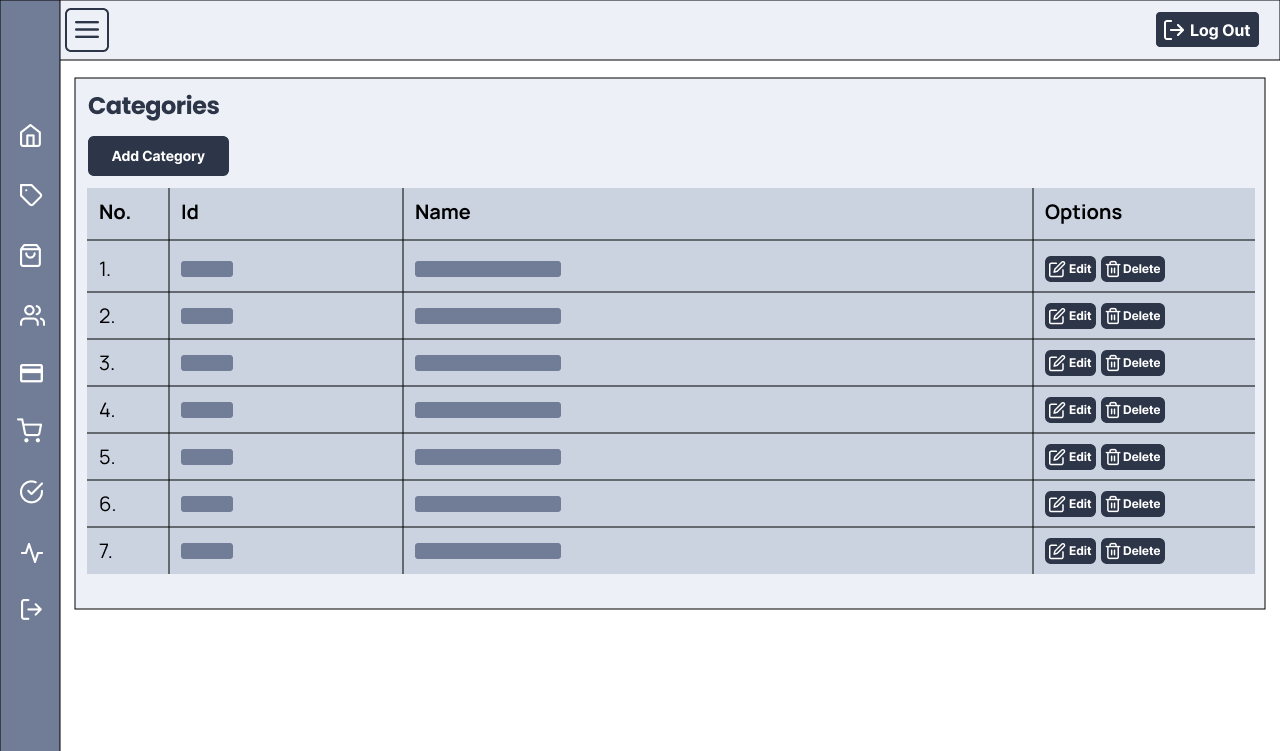 Log Out
Categories
Add Category
No. Id Name Options
1. Edit Delete
2. Edit Delete
3. Edit Delete
4. Edit Delete
5. Edit Delete
6. Edit Delete
7. Edit Delete